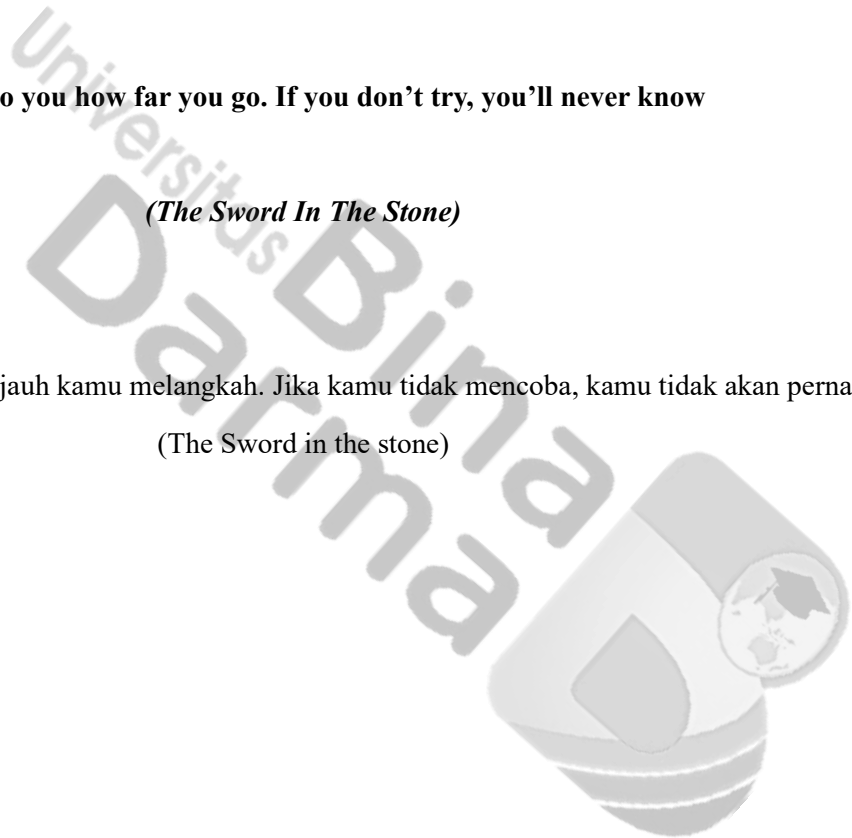 Universitas
Bina
Darma
o you how far you go. If you don’t try, you’ll never know
(The Sword In The Stone)
jauh kamu melangkah. Jika kamu tidak mencoba, kamu tidak akan perna
(The Sword in the stone)